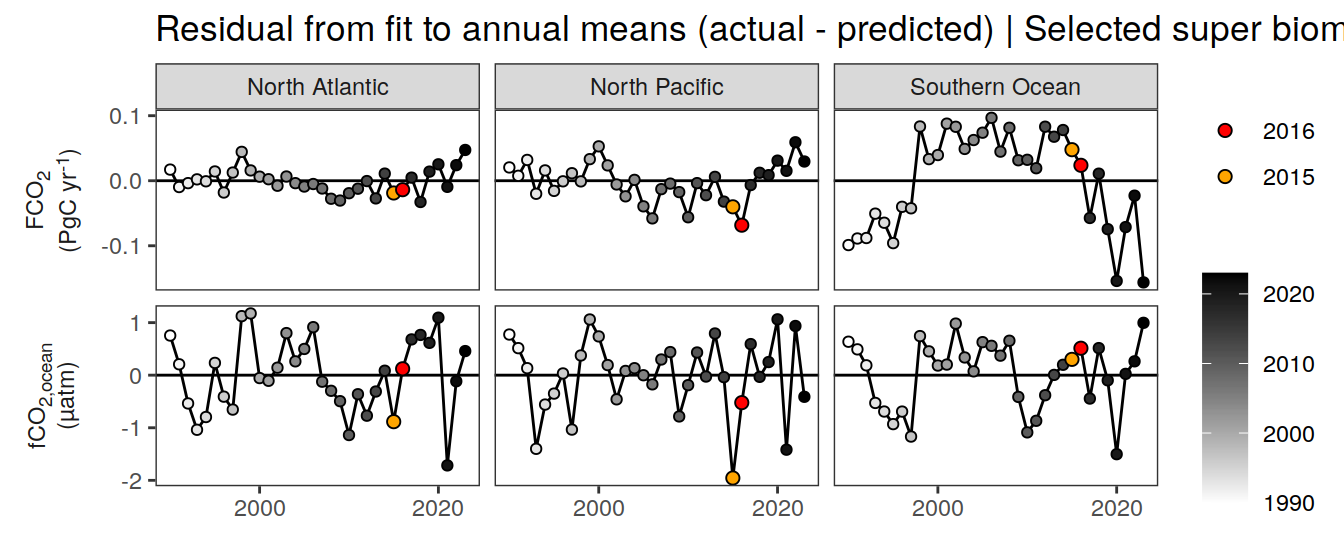 Residual from fit to annual means (actual - predicted) | Selected super biom
North Atlantic
North Pacific
Southern Ocean
FCO₂
(PgC yr⁻¹)
0.1
0.0
-0.1
fCO₂,ocean
(µatm)
1
0
-1
-2
2000
2020
2000
2020
2000
2020
2016
2015
2020
2010
2000
1990